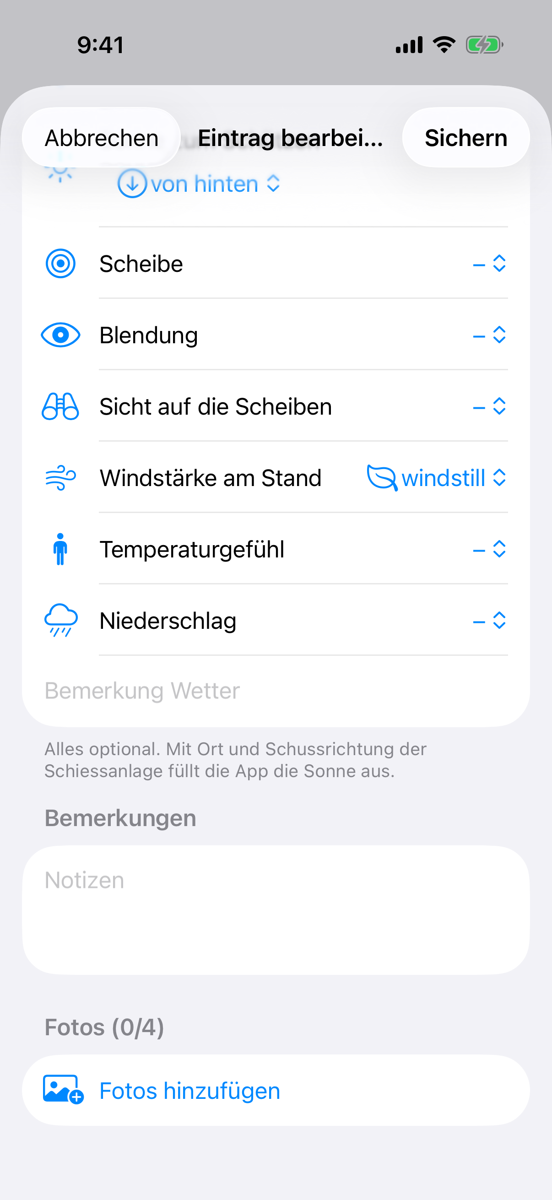 9:41
Abbrechen
Eintrag bearbei...
Sichern
von hinten
Scheibe –
Blendung –
Sicht auf die Scheiben –
Windstärke am Stand windstill
Temperaturgefühl –
Niederschlag –
Bemerkung Wetter
Alles optional. Mit Ort und Schussrichtung der
Schiessanlage füllt die App die Sonne aus.
Bemerkungen
Notizen
Fotos (0/4)
Fotos hinzufügen